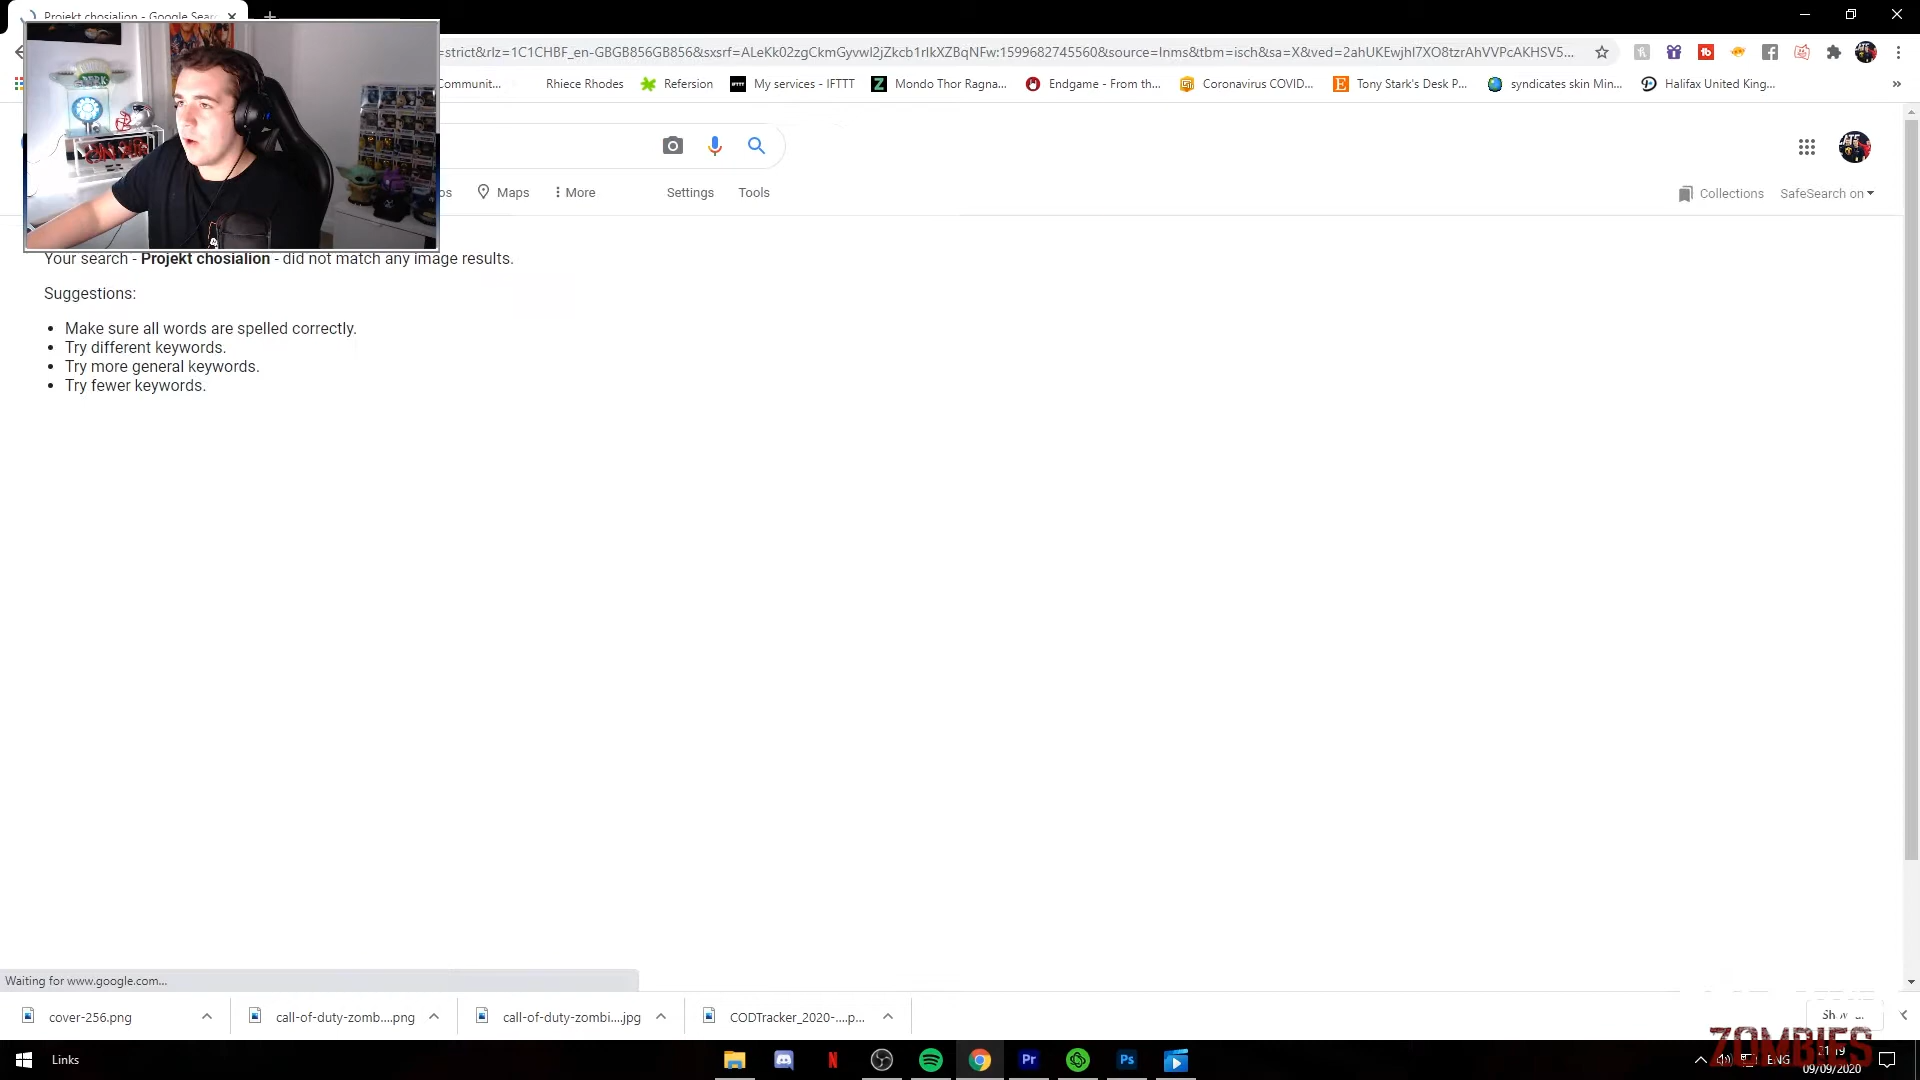 Projekt chosialion - Google Sear
=strict&rlz=1C1CHBF_en-GBGB856GB856&sxsrf=ALeKk02zgCkmGyvwI2jZkcb1rIkXZBqNFw:1599682745560&source=lnms&tbm=isch&sa=X&ved=2ahUKEwjhl7XO8tzrAhVVPcAKHSV5...
Communit... Rhiece Rhodes Refersion My services - IFTTT Mondo Thor Ragna... Endgame - From th... Coronavirus COVID... Tony Stark's Desk P... syndicates skin Min... Halifax United King... »
os Maps More Settings Tools
Collections SafeSearch on
Your search - Projekt chosialion - did not match any image results.
Suggestions:
• Make sure all words are spelled correctly.
• Try different keywords.
• Try more general keywords.
• Try fewer keywords.
Waiting for www.google.com...
cover-256.png call-of-duty-zomb....png call-of-duty-zombi....jpg CODTracker_2020-....p...
ZOMBIES
Links Pr Ps ENG
21:19
09/09/2020